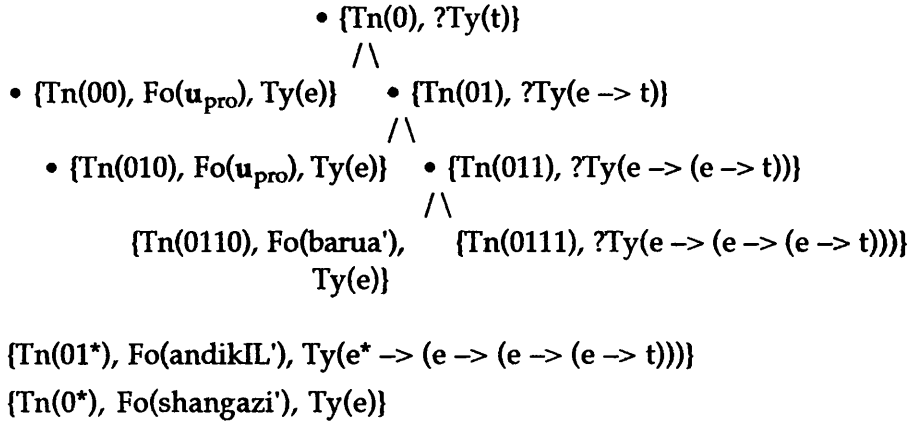 • {Tn(0), ?Ty(t)}
/\
• {Tn(00), Fo(u_pro), Ty(e)} • {Tn(01), ?Ty(e –> t)}
/\
• {Tn(010), Fo(u_pro), Ty(e)} • {Tn(011), ?Ty(e –> (e –> t))}
/\
{Tn(0110), Fo(barua'), {Tn(0111), ?Ty(e –> (e –> (e –> t)))}
Ty(e)}
{Tn(01*), Fo(andikIL'), Ty(e* –> (e –> (e –> (e –> t)))}
{Tn(0*), Fo(shangazi'), Ty(e)}